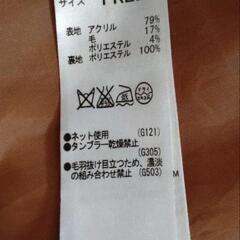 サイズ
表地 アクリル 79%
毛 17%
ポリエステル 4%
裏地 ポリエステル 100%
●ネット使用 (G121)
●タンブラー乾燥禁止
(G305)
●毛羽抜け目立つため、濃淡
の組み合わせ禁止 (G503)
M